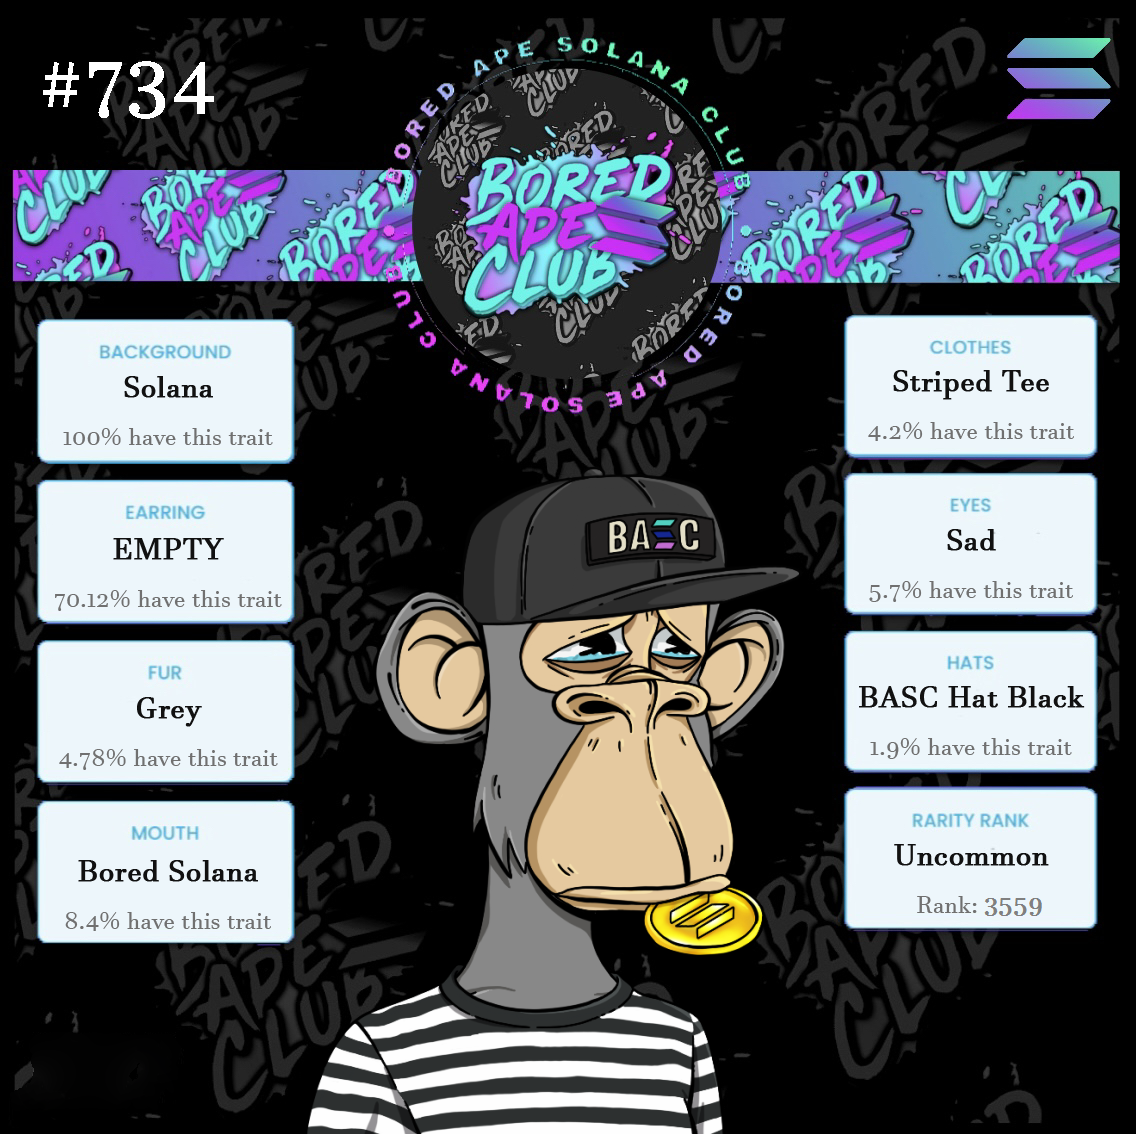 #734
BORED APE SOLANA CLUB
BORED APE SOLANA CLUB
BORED
APE
CLUB
BACKGROUND
Solana
100% have this trait
EARRING
EMPTY
70.12% have this trait
FUR
Grey
4.78% have this trait
MOUTH
Bored Solana
8.4% have this trait
CLOTHES
Striped Tee
4.2% have this trait
EYES
Sad
5.7% have this trait
HATS
BASC Hat Black
1.9% have this trait
RARITY RANK
Uncommon
Rank: 3559
BASC